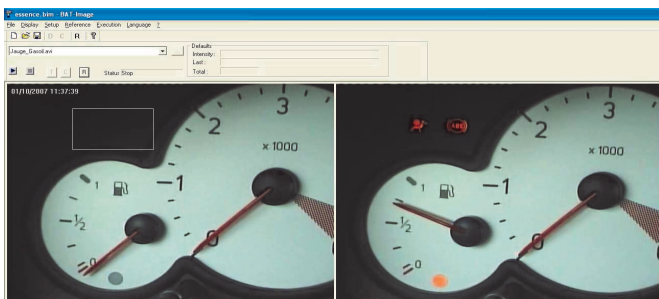 essence.bim - BAT-Image
File Display Setup Reference Execution Language ?
D C R ?
Jauge_Gasoil.avi ...
Defaults
Intensity :
Last :
Total :
T C R Status Stop
01/10/2007 11:37:39
3
2
x 1000
1
1
1/2
0
0
ABS
3
2
x 1000
1
1
1/2
0
0